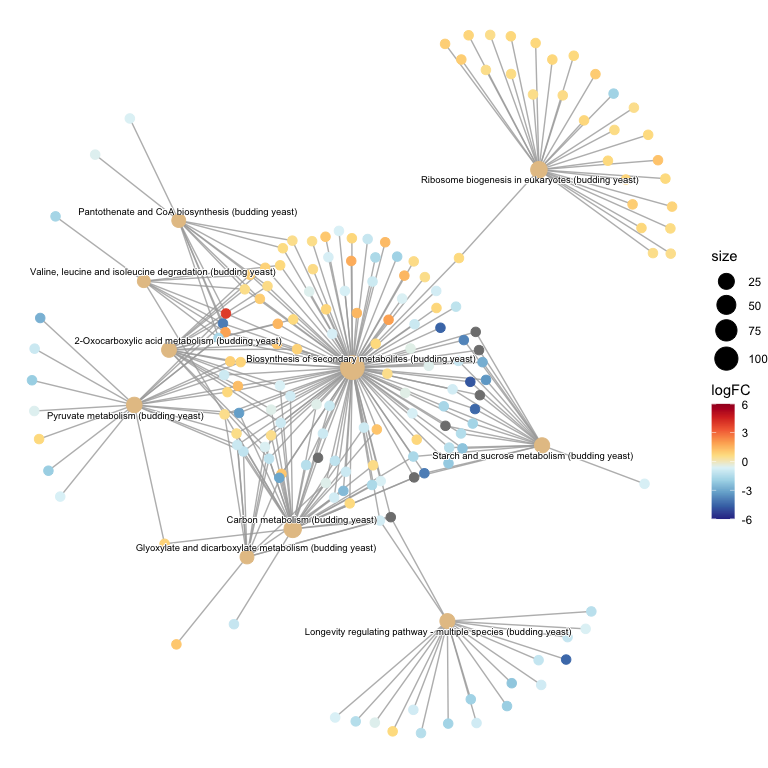 Ribosome biogenesis in eukaryotes (budding yeast)
Pantothenate and CoA biosynthesis (budding yeast)
Valine, leucine and isoleucine degradation (budding yeast)
2-Oxocarboxylic acid metabolism (budding yeast)
Biosynthesis of secondary metabolites (budding yeast)
Pyruvate metabolism (budding yeast)
Starch and sucrose metabolism (budding yeast)
Carbon metabolism (budding yeast)
Glyoxylate and dicarboxylate metabolism (budding yeast)
Longevity regulating pathway - multiple species (budding yeast)
size
25
50
75
100
logFC
6
3
0
-3
-6